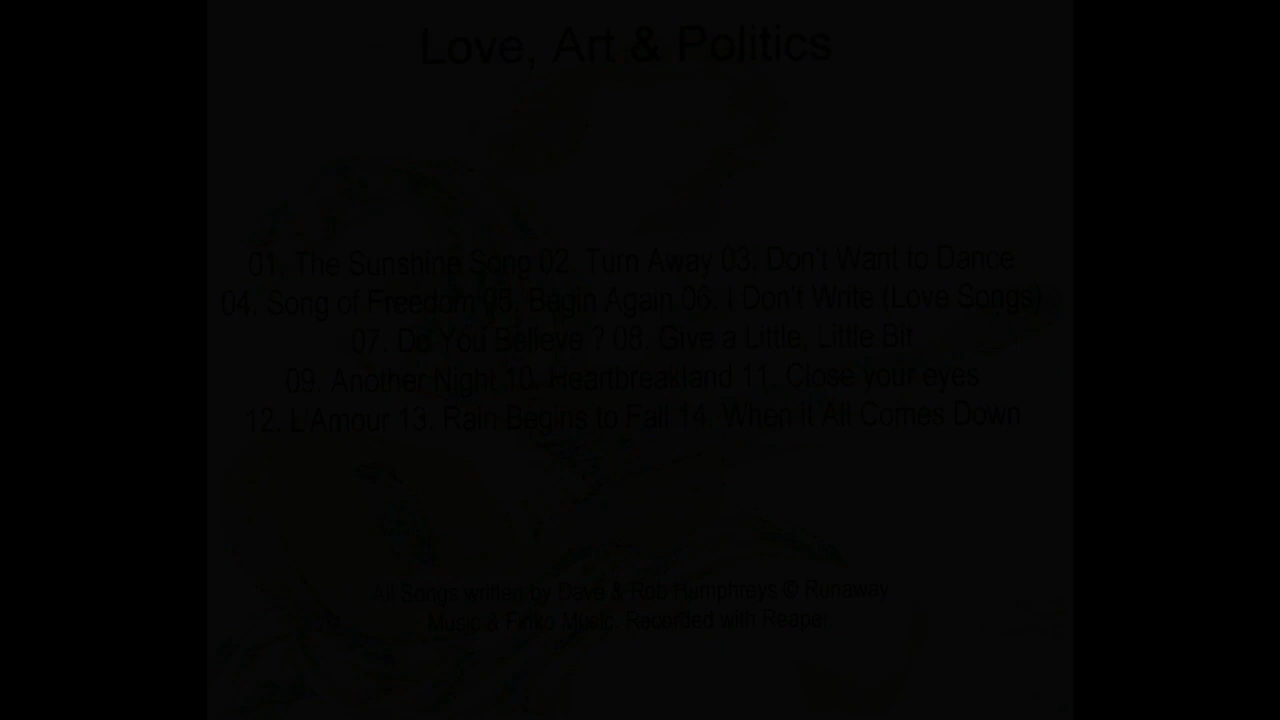 Love, Art & Politics
01. The Sunshine Song 02. Turn Away 03. Don't Want to Dance
04. Song of Freedom 05. Begin Again 06. I Don't Write (Love Songs)
07. Do You Believe ? 08. Give a Little, Little Bit
09. Another Night 10. Heartbreakland 11. Close your eyes
12. L'Amour 13. Rain Begins to Fall 14. When it All Comes Down
All Songs written by Dave & Rob Humphreys © Runaway
Music & Music. Recorded with Reaper.